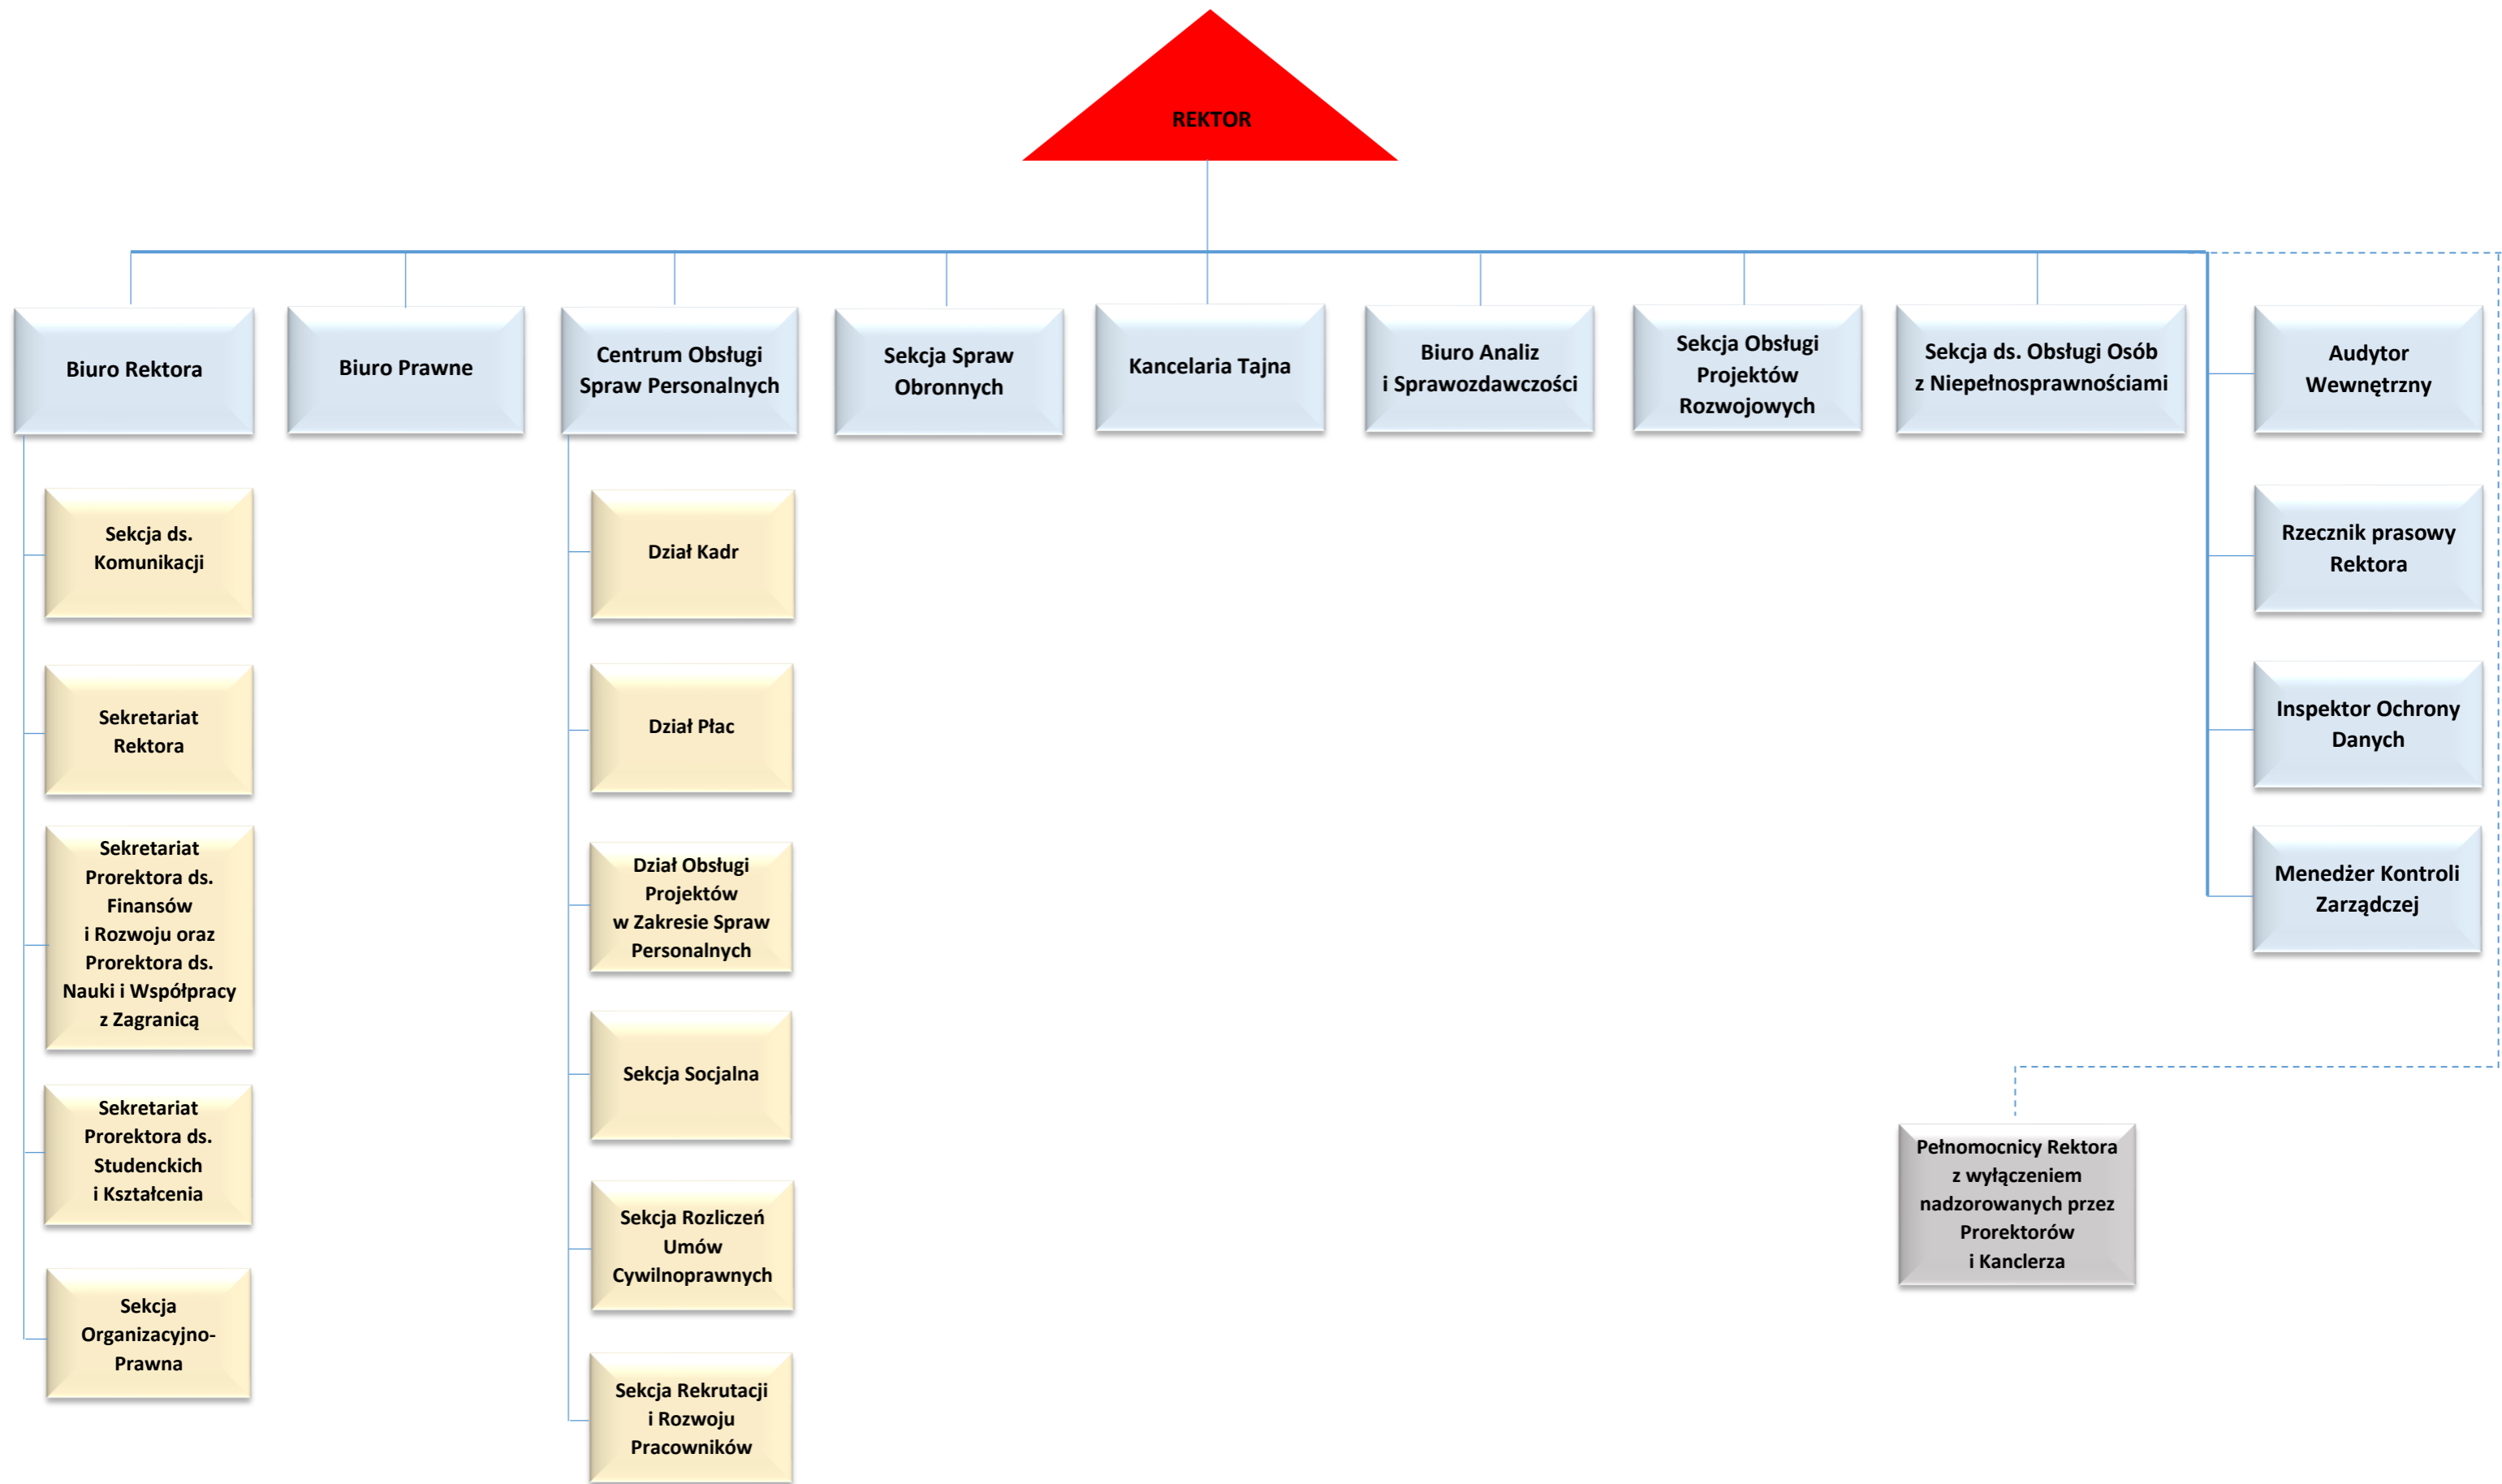 REKTOR
Biuro Rektora
Biuro Prawne
Centrum Obsługi
Spraw Personalnych
Sekcja Spraw
Obronnych
Kancelaria Tajna
Biuro Analiz
i Sprawozdawczości
Sekcja Obsługi
Projektów
Rozwojowych
Sekcja ds. Obsługi Osób
z Niepełnosprawnościami
Audytor
Wewnętrzny
Sekcja ds.
Komunikacji
Sekretariat
Rektora
Sekretariat
Prorektora ds.
Finansów
i Rozwoju oraz
Prorektora ds.
Nauki i Współpracy
z Zagranicą
Sekretariat
Prorektora ds.
Studenckich
i Kształcenia
Sekcja
Organizacyjno-
Prawna
Dział Kadr
Dział Płac
Dział Obsługi
Projektów
w Zakresie Spraw
Personalnych
Sekcja Socjalna
Sekcja Rozliczeń
Umów
Cywilnoprawnych
Sekcja Rekrutacji
i Rozwoju
Pracowników
Rzecznik prasowy
Rektora
Inspektor Ochrony
Danych
Menedżer Kontroli
Zarządczej
Pełnomocnicy Rektora
z wyłączeniem
nadzorowanych przez
Prorektorów
i Kanclerza